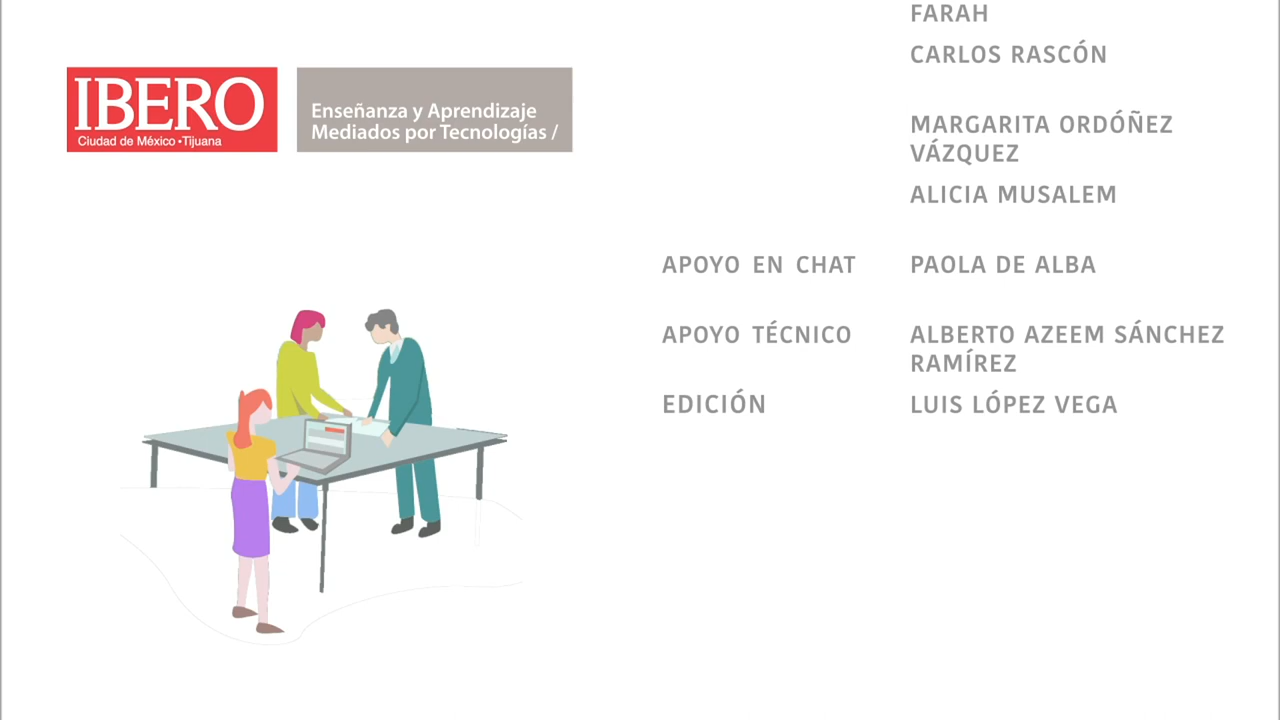 IBERO
Ciudad de México •Tijuana
Enseñanza y Aprendizaje
Mediados por Tecnologías /
FARAH
CARLOS RASCÓN
MARGARITA ORDÓÑEZ
VÁZQUEZ
ALICIA MUSALEM
APOYO EN CHAT PAOLA DE ALBA
APOYO TÉCNICO ALBERTO AZEEM SÁNCHEZ
RAMÍREZ
EDICIÓN LUIS LÓPEZ VEGA